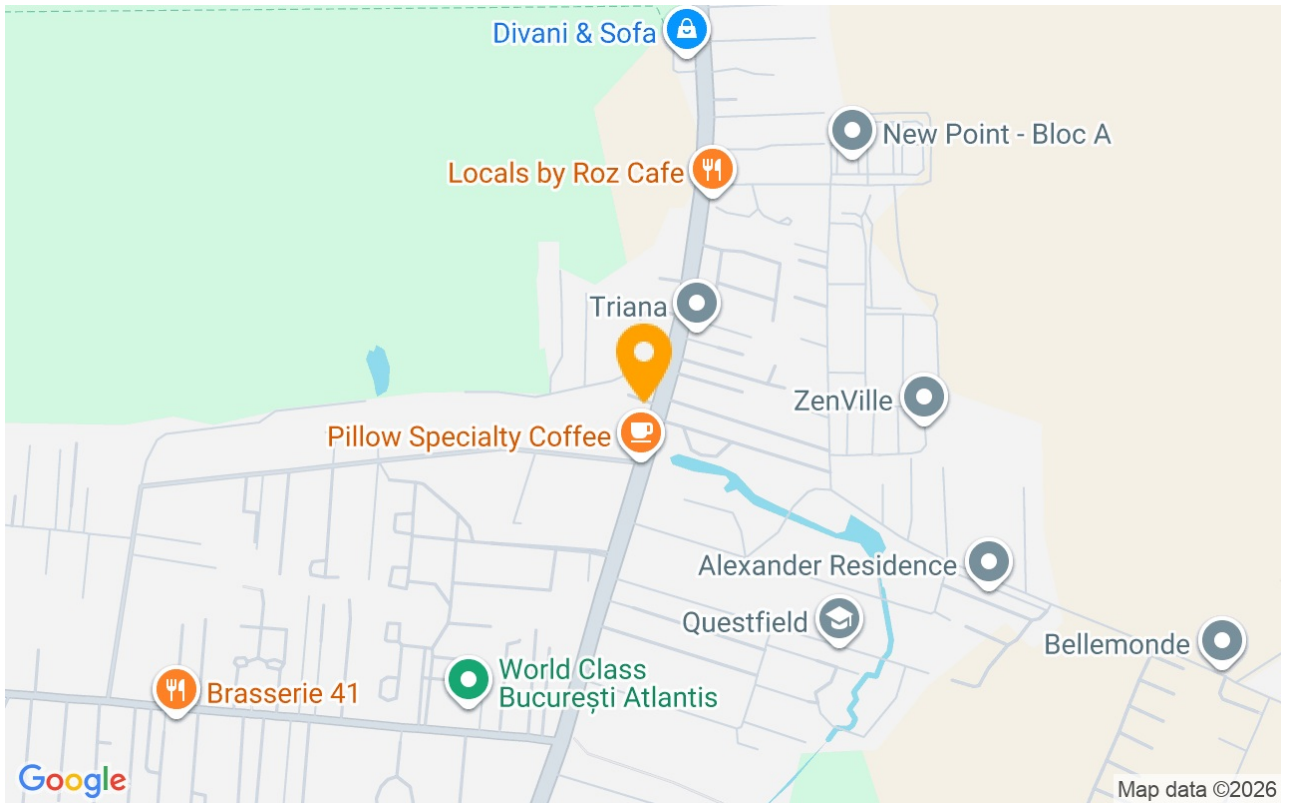 Divani & Sofa
New Point - Bloc A
Locals by Roz Cafe
Triana
ZenVille
Pillow Specialty Coffee
Alexander Residence
Questfield
Bellemonde
World Class
București Atlantis
Brasserie 41
Google
Map data ©2026